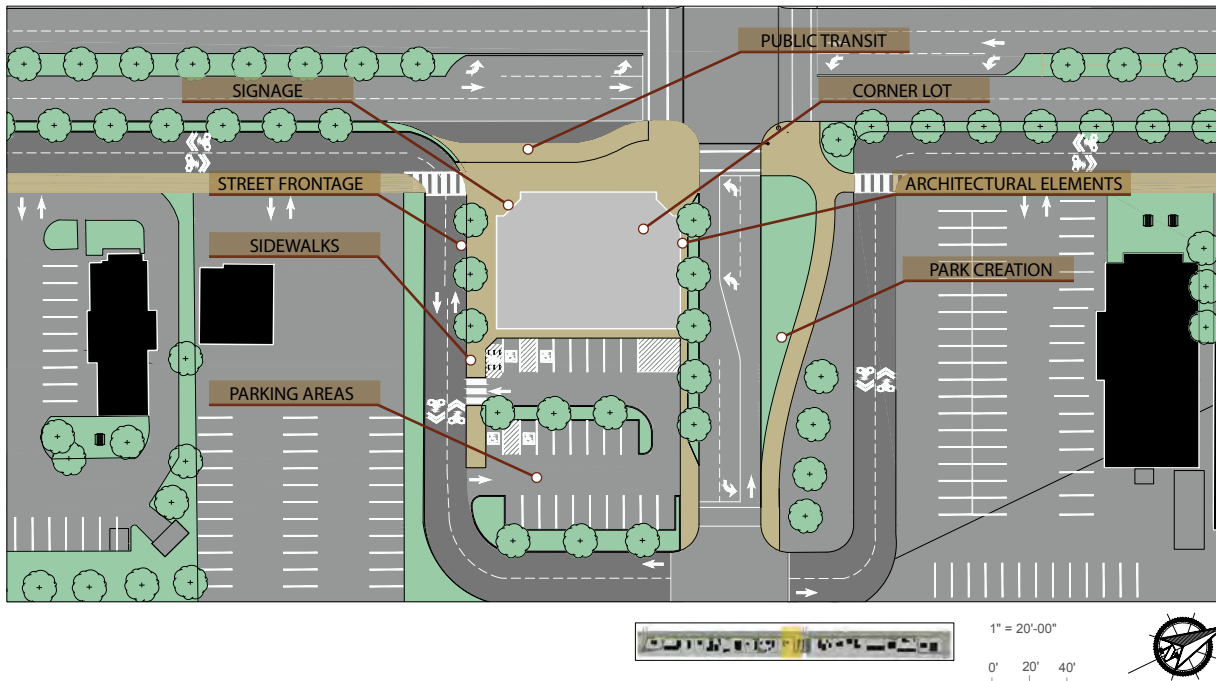 PUBLIC TRANSIT
SIGNAGE
CORNER LOT
STREET FRONTAGE
ARCHITECTURAL ELEMENTS
SIDEWALKS
PARK CREATION
PARKING AREAS
1" = 20'-00"
0' 20' 40'